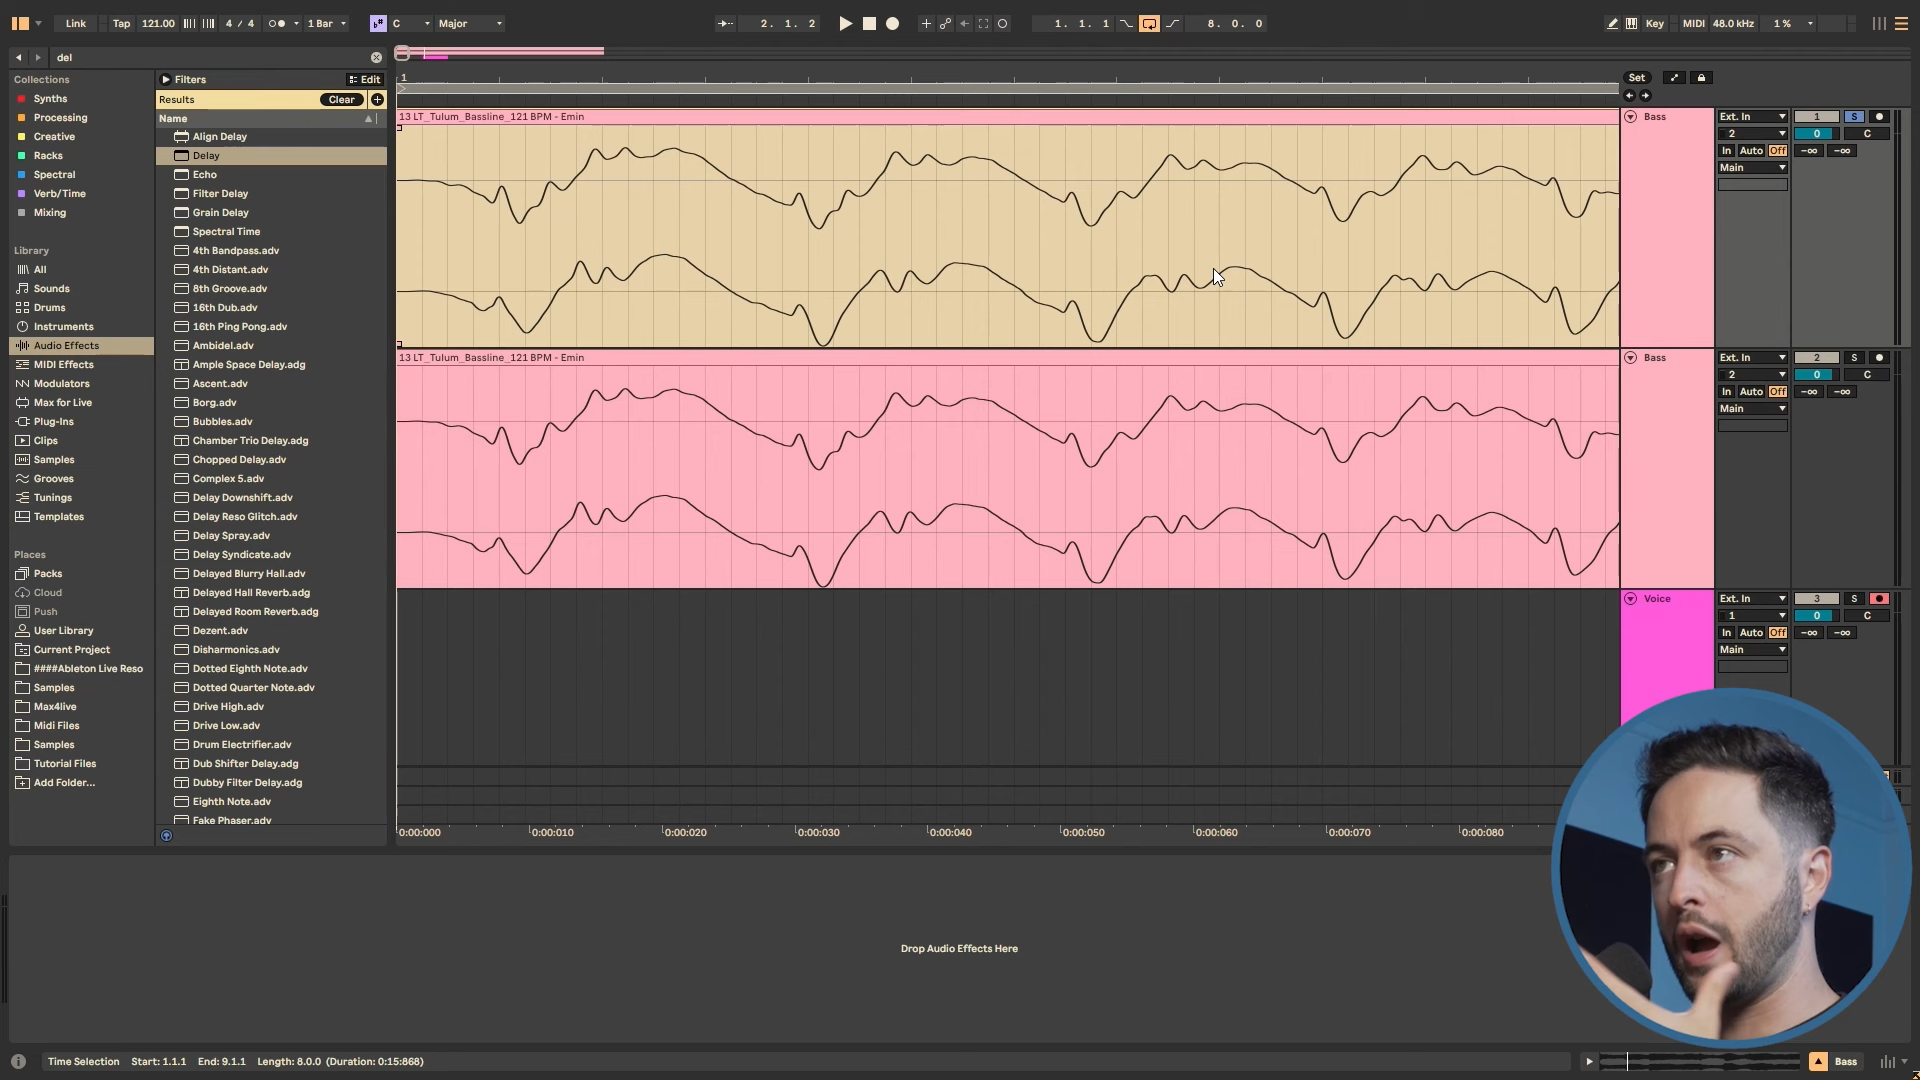 Link Tap 121.00 4 / 4 1 Bar C Major 2. 1. 2 1. 1. 1 8. 0. 0 Key MIDI 48.0 kHz 1 %
del
Collections
Synths
Processing
Creative
Racks
Spectral
Verb/Time
Mixing
Library
All
Sounds
Drums
Instruments
Audio Effects
MIDI Effects
Modulators
Max for Live
Plug-Ins
Clips
Samples
Grooves
Tunings
Templates
Places
Packs
Cloud
Push
User Library
Current Project
####Ableton Live Reso
Samples
Max4live
Midi Files
Samples
Tutorial Files
Add Folder...
Filters Edit
Results Clear
Name
Align Delay
Delay
Echo
Filter Delay
Grain Delay
Spectral Time
4th Bandpass.adv
4th Distant.adv
8th Groove.adv
16th Dub.adv
16th Ping Pong.adv
Ambidel.adv
Ample Space Delay.adg
Ascent.adv
Borg.adv
Bubbles.adv
Chamber Trio Delay.adg
Chopped Delay.adg
Complex 5.adv
Delay Downshift.adv
Delay Reso Glitch.adv
Delay Spray.adv
Delay Syndicate.adv
Delayed Blurry Hall.adv
Delayed Hall Reverb.adg
Delayed Room Reverb.adg
Dezent.adv
Disharmonics.adv
Dotted Eighth Note.adv
Dotted Quarter Note.adv
Drive High.adv
Drive Low.adv
Drum Electrifier.adv
Dub Shifter Delay.adg
Dubby Filter Delay.adg
Eighth Note.adv
Fake Phaser.adv
1
Set
13 LT_Tulum_Bassline_121 BPM - Emin
Bass Ext. In 1 S
2 0 C
In Auto Off -∞ -∞
Main
13 LT_Tulum_Bassline_121 BPM - Emin
Bass Ext. In 2 S
2 0 C
In Auto Off -∞ -∞
Main
Voice Ext. In 3 S
1 0 C
In Auto Off -∞ -∞
Main
0:00:000 0:00:010 0:00:020 0:00:030 0:00:040 0:00:050 0:00:060 0:00:070 0:00:080
Drop Audio Effects Here
Time Selection Start: 1.1.1 End: 9.1.1 Length: 8.0.0 (Duration: 0:15:868)
Bass